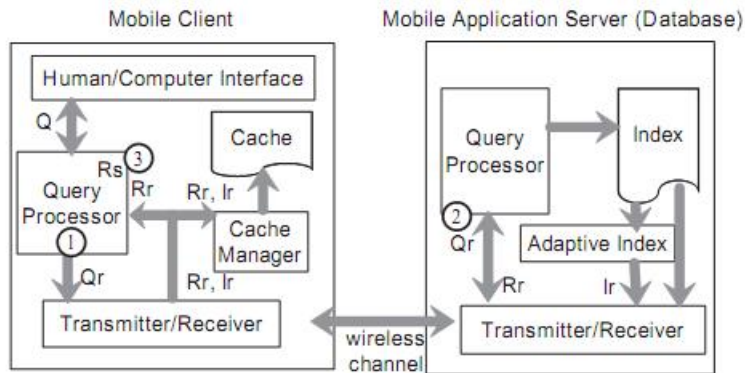 Mobile Client
Mobile Application Server (Database)
Human/Computer Interface
Q
Cache
3
Rs
Rr
Query
Processor
1
Rr, Ir
Cache
Manager
Qr
Rr, Ir
Transmitter/Receiver
wireless
channel
Query
Processor
Index
2
Qr
Adaptive Index
Rr
Ir
Transmitter/Receiver